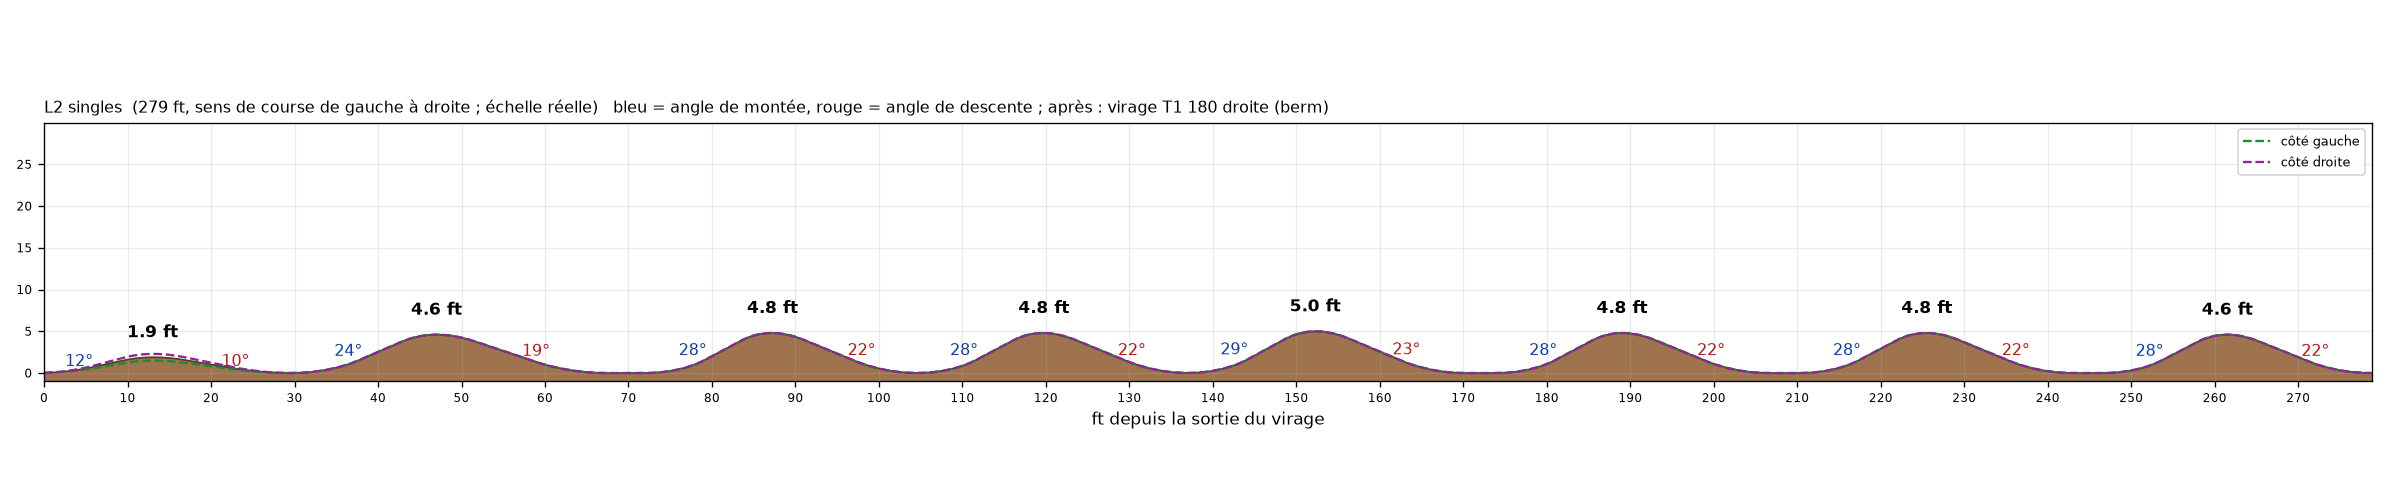 L2 singles  (279 ft, sens de course de gauche à droite ; échelle réelle)   bleu = angle de montée, rouge = angle de descente ; après : virage T1 180 droite (berm)
côté gauche
côté droite
25
20
15
10
5
0
1.9 ft
4.6 ft
4.8 ft
4.8 ft
5.0 ft
4.8 ft
4.8 ft
4.6 ft
12°
10°
24°
19°
28°
22°
28°
22°
29°
23°
28°
22°
28°
22°
28°
22°
0 10 20 30 40 50 60 70 80 90 100 110 120 130 140 150 160 170 180 190 200 210 220 230 240 250 260 270
ft depuis la sortie du virage